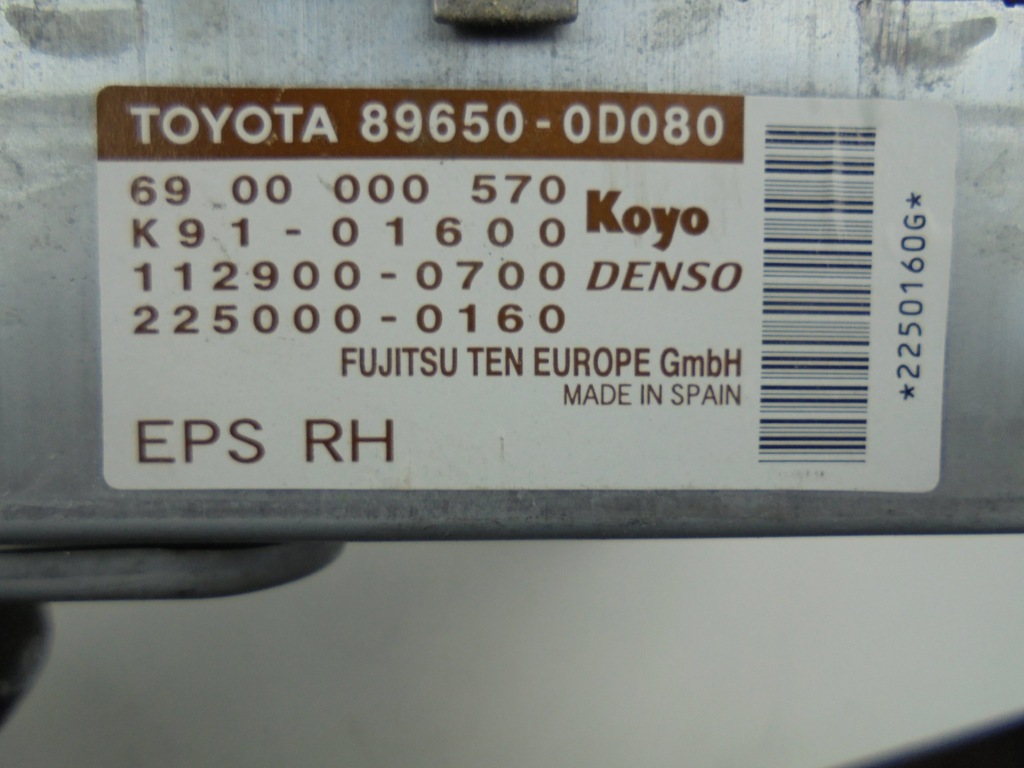 TOYOTA 89650-0D080
69 00 000 570
K91-01600 Koyo
112900-0700 DENSO
225000-0160
FUJITSU TEN EUROPE GmbH
MADE IN SPAIN
EPS RH
*2250160G*